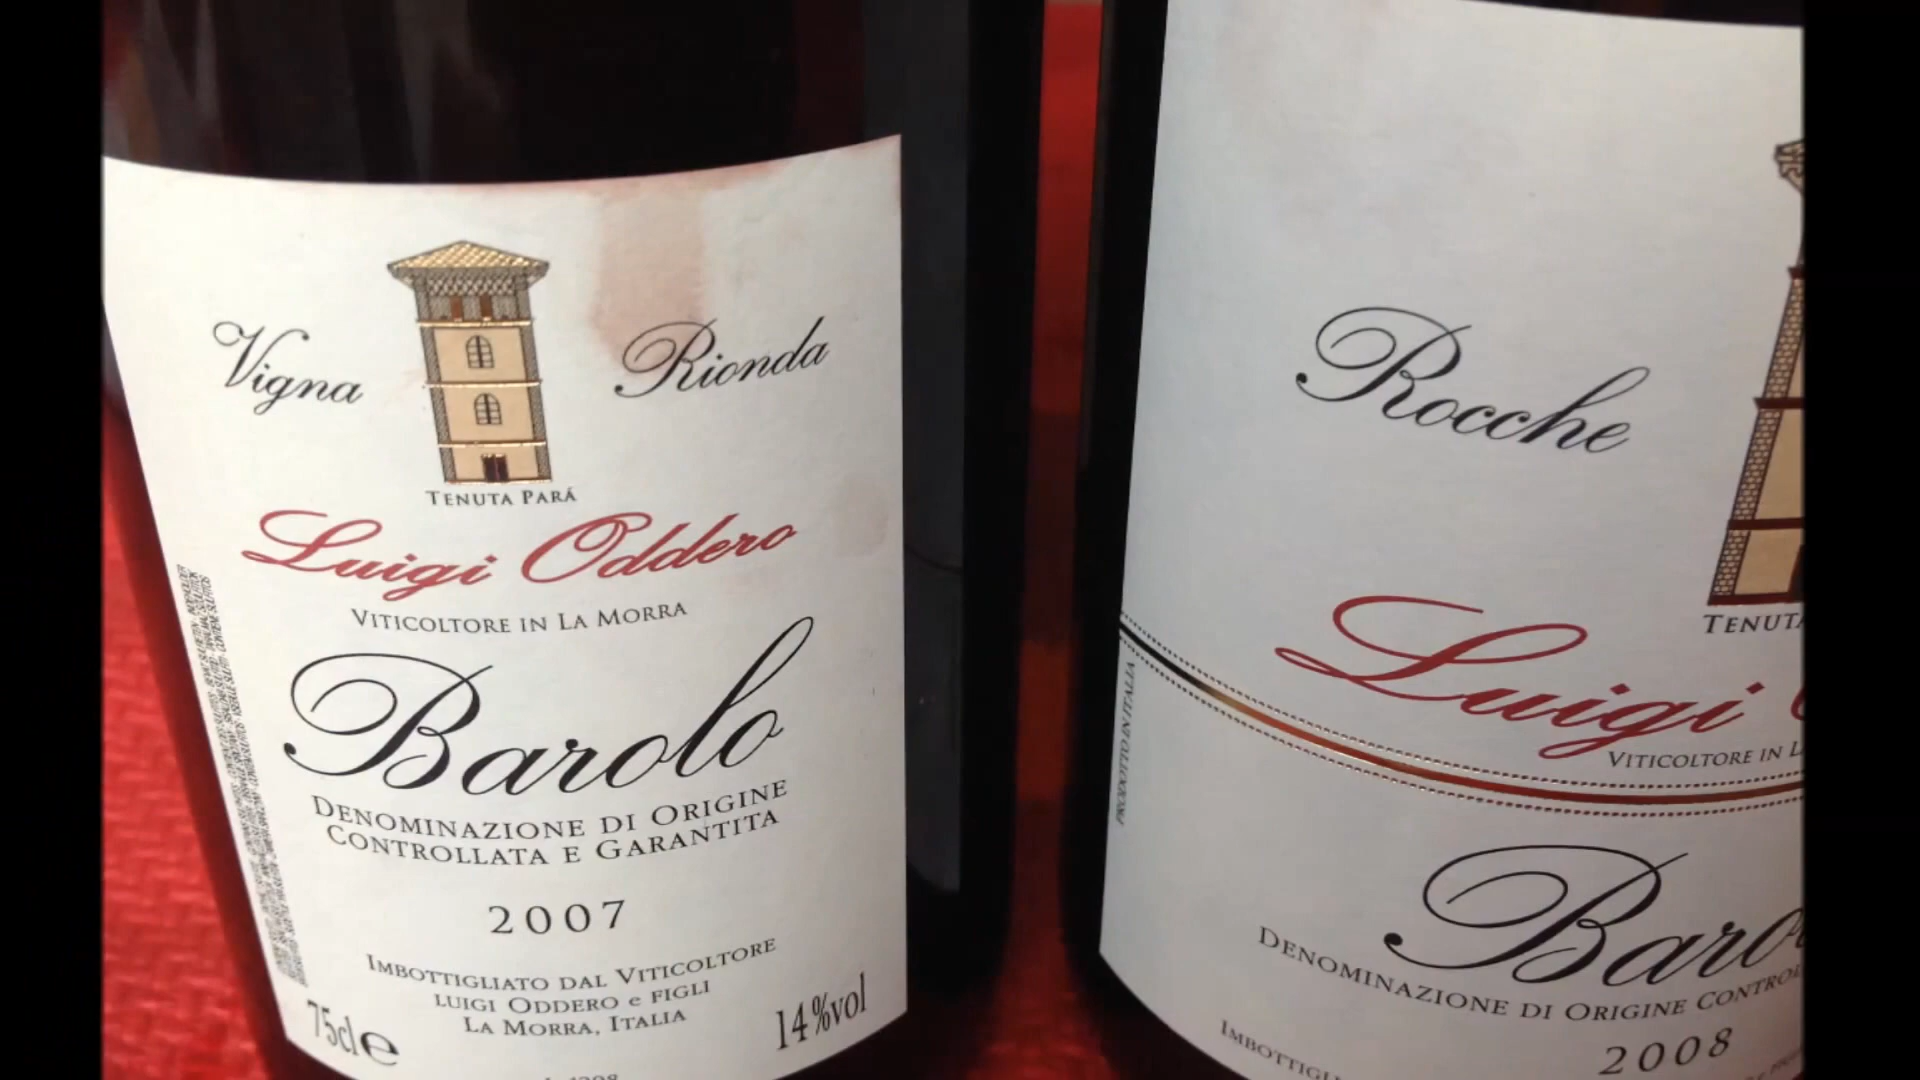 Vigna Rionda
TENUTA PARÁ
Luigi Oddero
VITICOLTORE IN LA MORRA
Barolo
DENOMINAZIONE DI ORIGINE
CONTROLLATA E GARANTITA
2007
IMBOTTIGLIATO DAL VITICOLTORE
LUIGI ODDERO e FIGLI
LA MORRA, ITALIA
75cl e
14%vol
Rocche
TENUTA
Luigi
VITICOLTORE IN L
PRODOTTO IN ITALIA
Baro
DENOMINAZIONE DI ORIGINE CONTRO
2008
IMBOTTIGLI